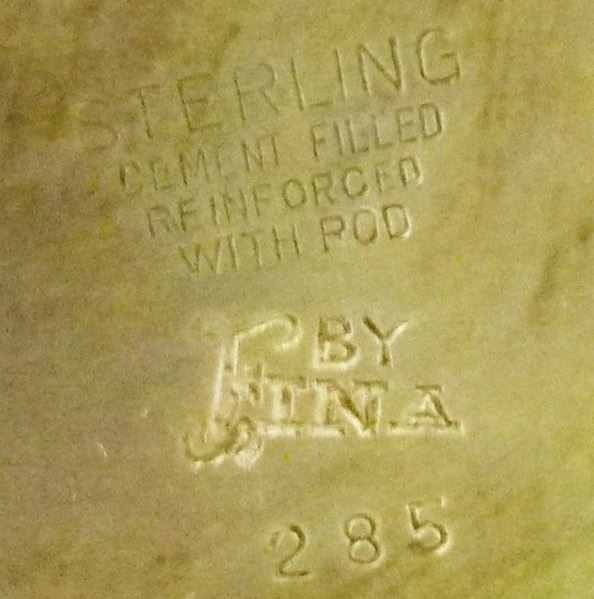 STERLING
CEMENT FILLED
REINFORCED
WITH ROD
BY
FINA
285